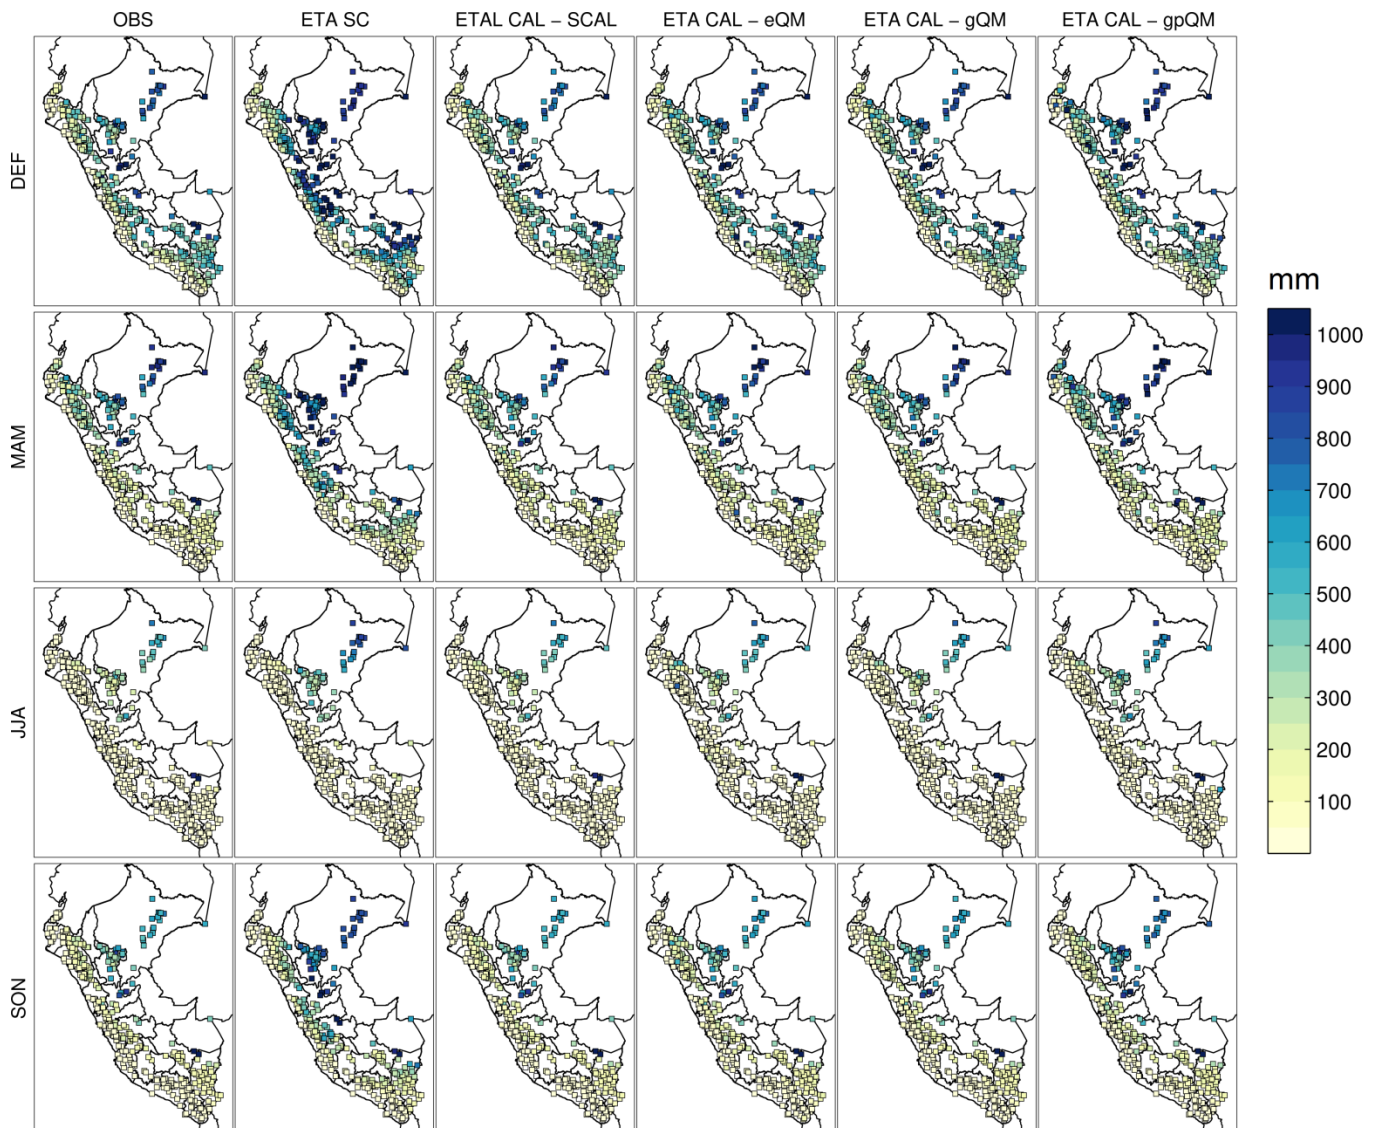 OBS ETA SC ETAL CAL – SCAL ETA CAL – eQM ETA CAL – gQM ETA CAL – gpQM
DEF
MAM
JJA
SON
mm
1000
900
800
700
600
500
400
300
200
100